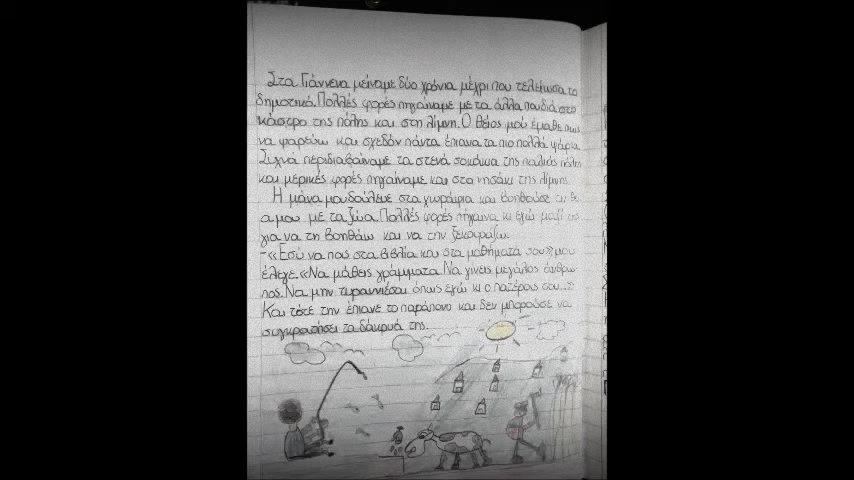 Στα Γιάννενα μείναμε δύο χρόνια μέχρι που τελείωσα το
δημοτικό. Πολλές φορές πηγαίναμε με τα άλλα παιδιά στο
κάστρο της πόλης και στη λίμνη. Ο θείος μου έμαθε πώς
να ψαρεύω και σχεδόν πάντα έπιανα τα πιο πολλά ψάρια.
Συχνά περιδιαβαίναμε τα στενά σοκάκια της παλιάς πόλης
και μερικές φορές πηγαίναμε και στο νησάκι της λίμνης.
Η μάνα μου δούλευε στα χωράφια και βοηθούσε τη θεί
α μου με τα ζώα. Πολλές φορές πήγαινα κι εγώ μαζί της
για να τη βοηθάω και να την ξεκουράζω.
-«Εσύ να πας στα βιβλία και στα μαθήματά σου», μου
έλεγε. «Να μάθεις γράμματα. Να γίνεις μεγάλος άνθρω
πος. Να μην τυραννιέσαι όπως εγώ κι ο πατέρας σου...»
Και τότε την έπιανε το παράπονο και δεν μπορούσε να
συγκρατήσει τα δάκρυά της.